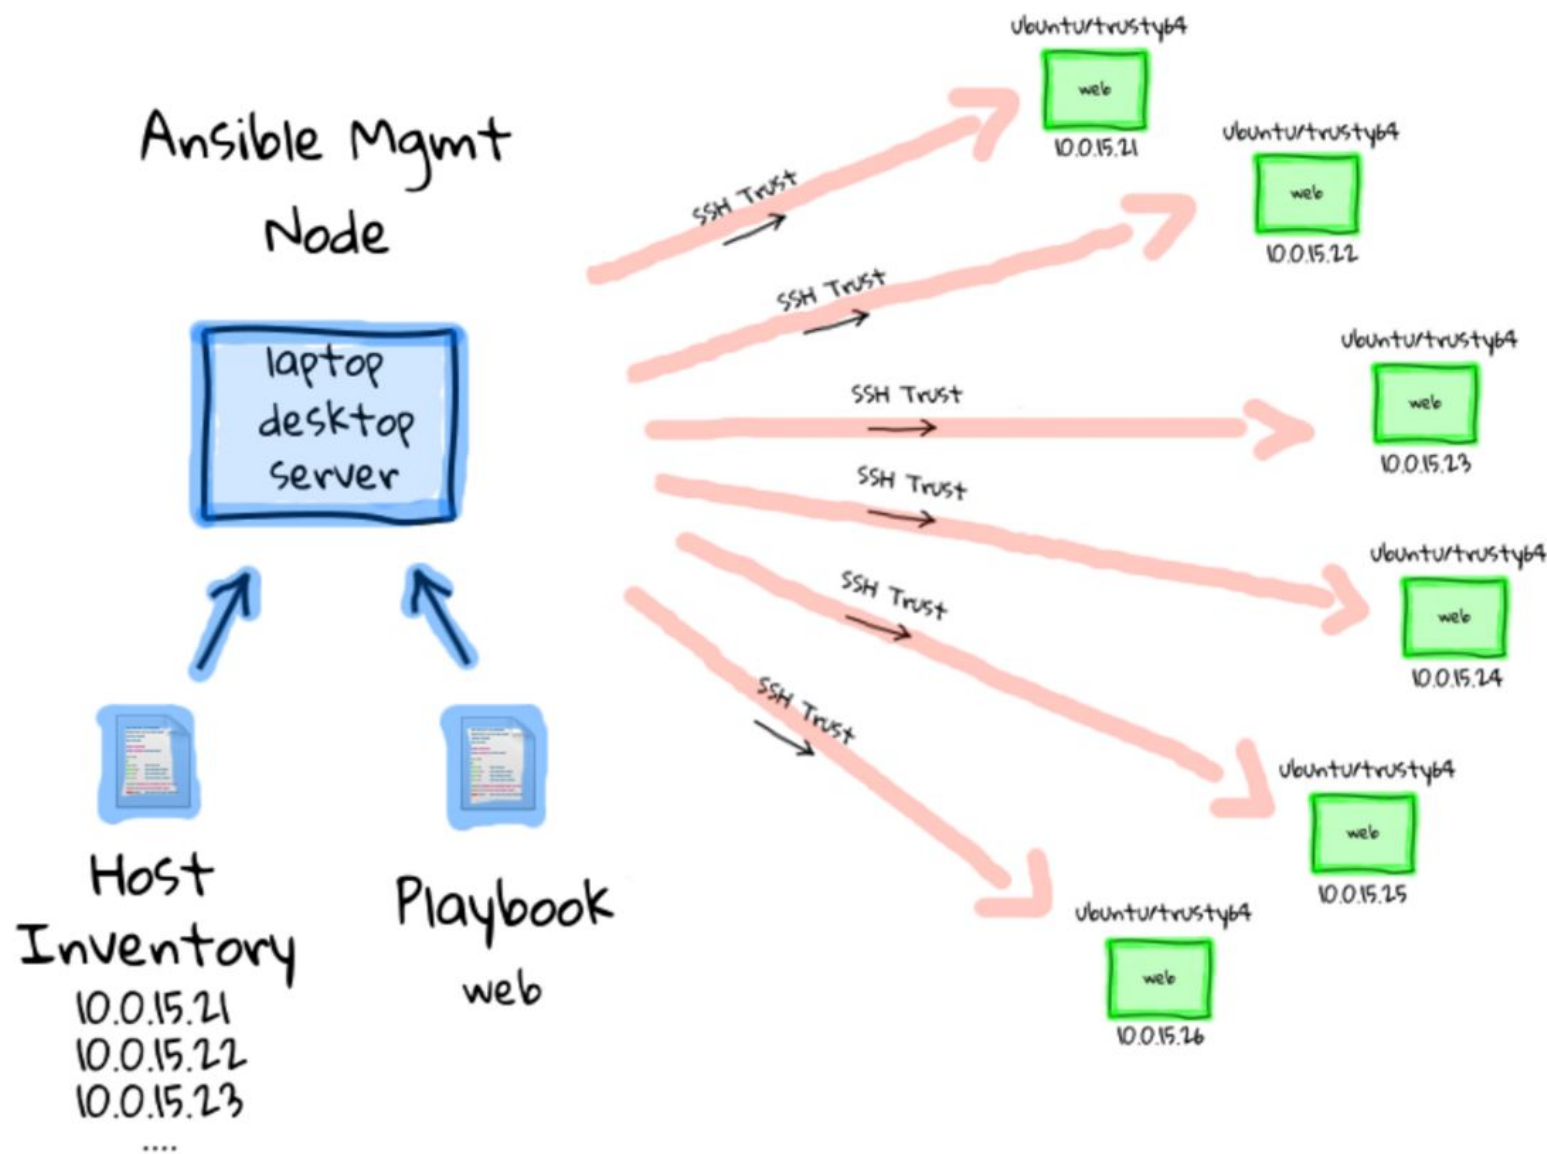 Ansible Mgmt
Node
laptop
desktop
server
Host
Inventory
10.0.15.21
10.0.15.22
10.0.15.23
....
Playbook
web
SSH Trust
SSH Trust
SSH Trust
SSH Trust
SSH Trust
SSH Trust
ubuntu/trusty64
web
10.0.15.21
ubuntu/trusty64
web
10.0.15.22
ubuntu/trusty64
web
10.0.15.23
ubuntu/trusty64
web
10.0.15.24
ubuntu/trusty64
web
10.0.15.25
ubuntu/trusty64
web
10.0.15.26